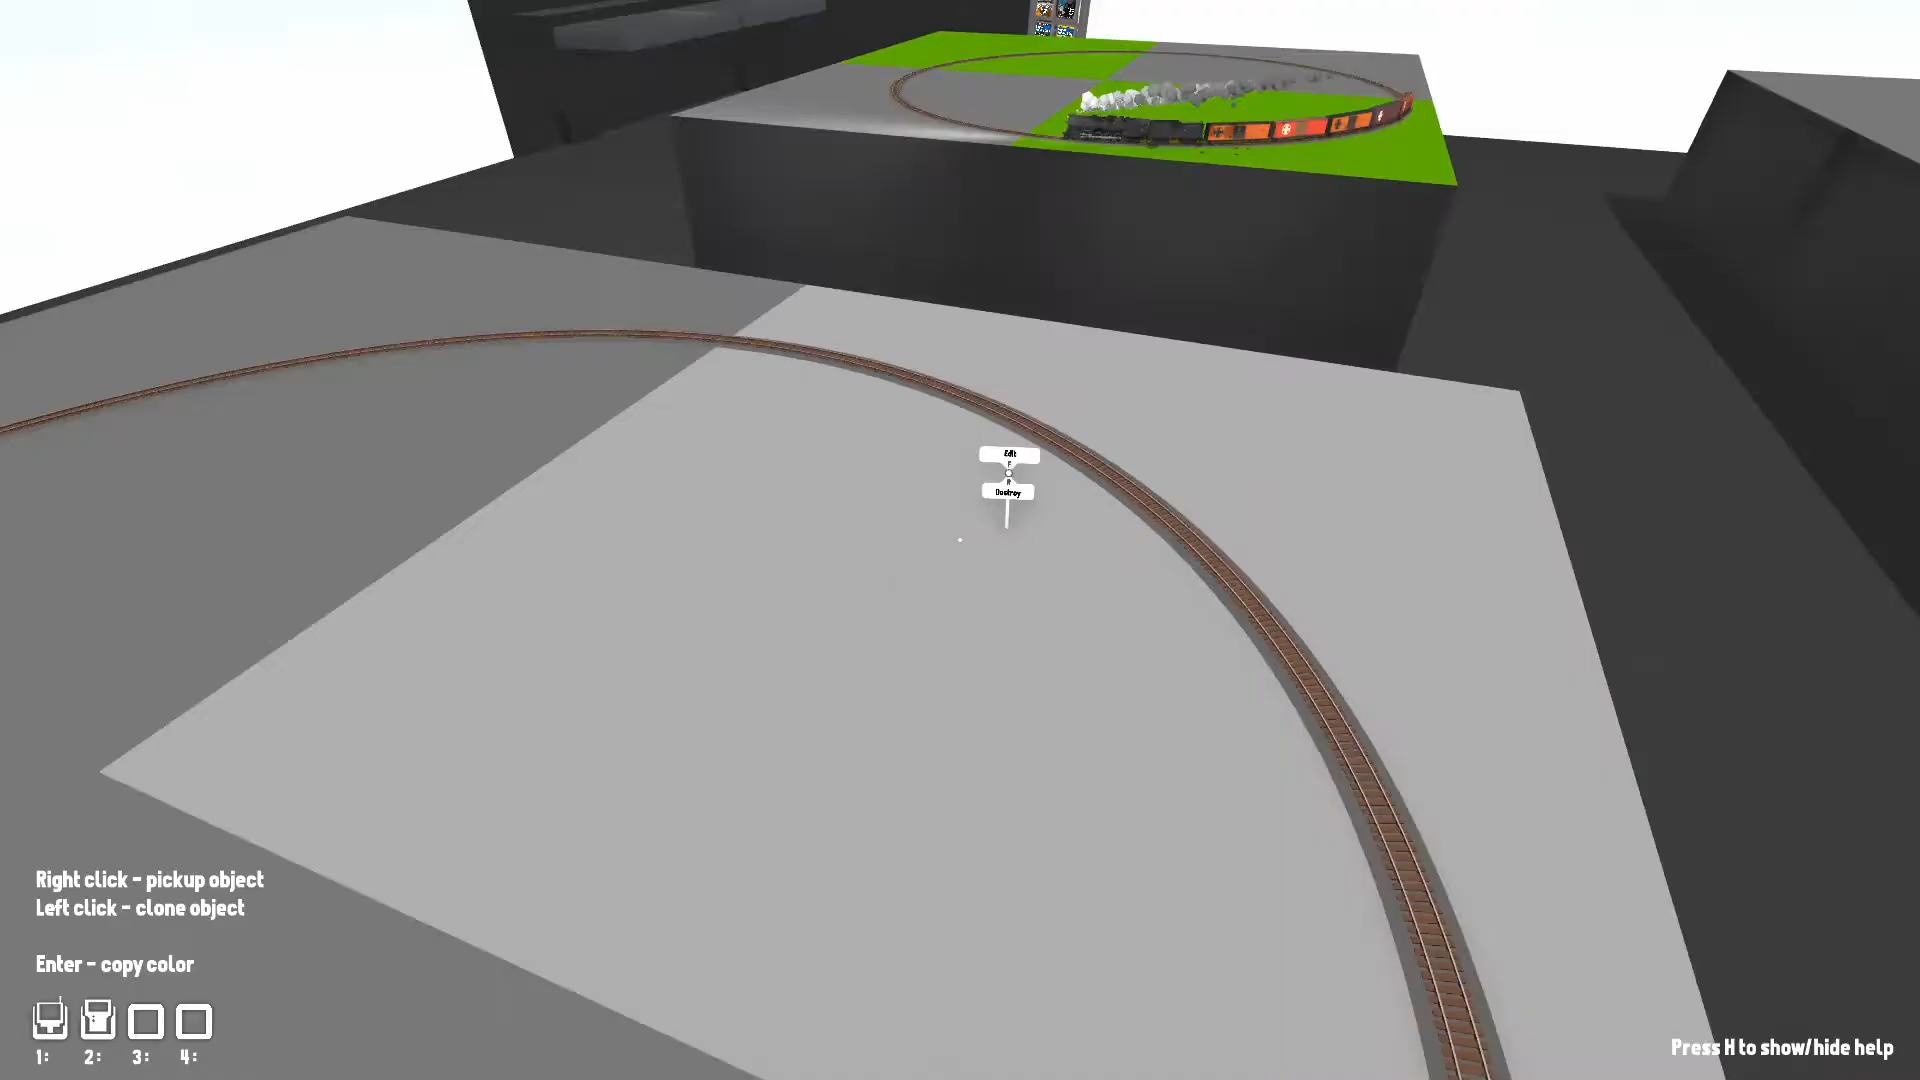 Edit
F
R
Destroy
Right click - pickup object
Left click - clone object
Enter - copy color
1:
2:
3:
4:
Press H to show/hide help